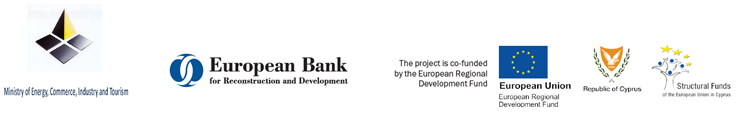 Ministry of Energy, Commerce, Industry and Tourism
European Bank
for Reconstruction and Development
The project is co-funded
by the European Regional
Development Fund
European Union
European Regional
Development Fund
Republic of Cyprus
Structural Funds
of the European Union in Cyprus